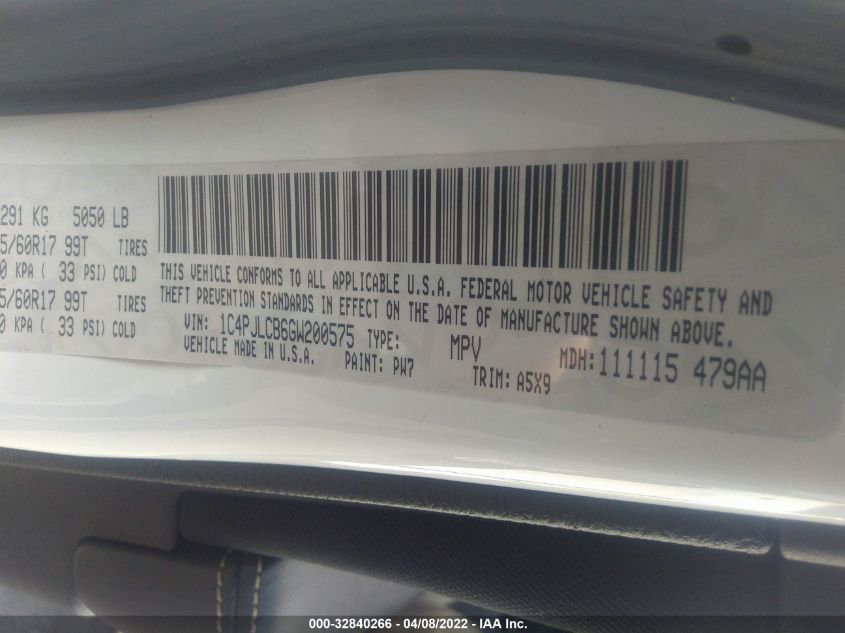 291 KG 5050 LB
5/60R17 99T TIRES
0 KPA ( 33 PSI) COLD
5/60R17 99T TIRES
0 KPA ( 33 PSI) COLD
THIS VEHICLE CONFORMS TO ALL APPLICABLE U.S.A. FEDERAL MOTOR VEHICLE SAFETY AND
THEFT PREVENTION STANDARDS IN EFFECT ON THE DATE OF MANUFACTURE SHOWN ABOVE.
VIN: 1C4PJLCB6GW200575 TYPE: MPV MDH:111115 479AA
VEHICLE MADE IN U.S.A. PAINT: PW7 TRIM: A5X9
000-32840266 - 04/08/2022 - IAA Inc.